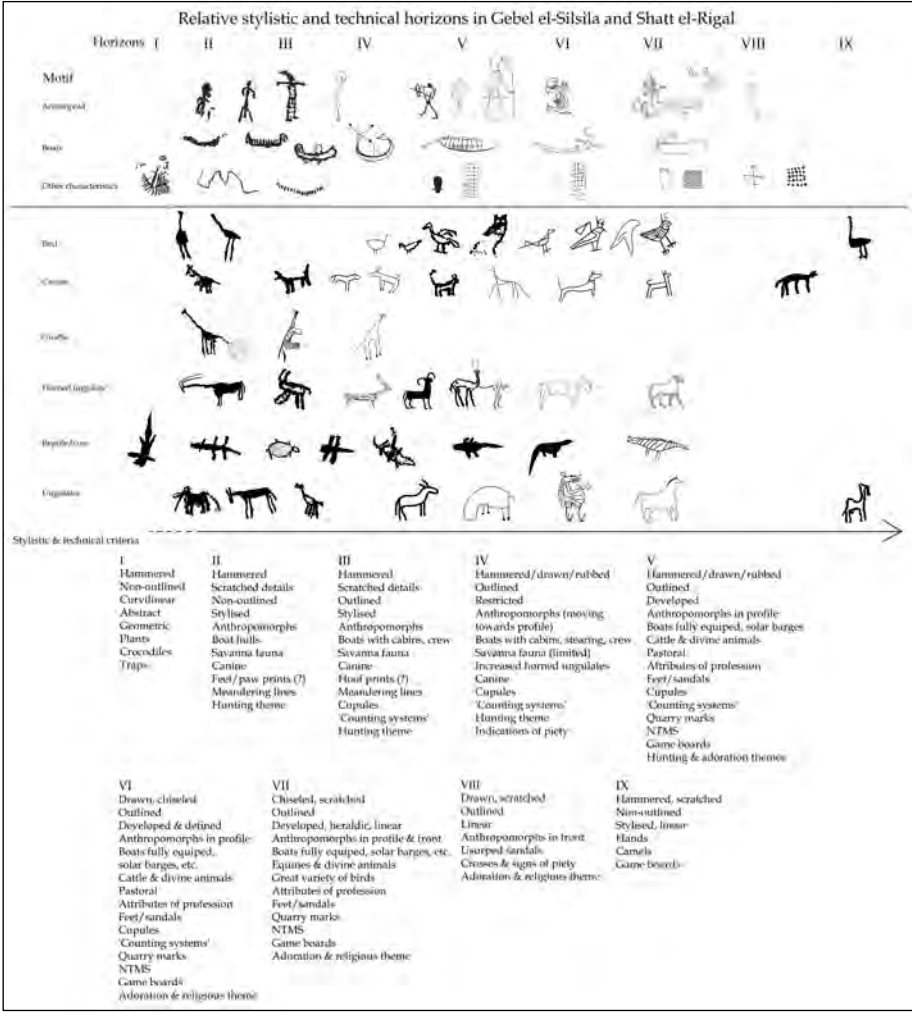 Relative stylistic and technical horizons in Gebel el-Silsila and Shatt el-Rigal
Horizons I II III IV V VI VII VIII IX
Motif
Boats
Other characteristics
Bird
Canine
Giraffe
Horned ungulate
Ungulates
Stylistic & technical criteria
I
Hammered
Non-outlined
Curvilinear
Abstract
Geometric
Plants
Crocodiles
Traps
II
Hammered
Scratched details
Non-outlined
Stylised
Anthropomorphs
Boat hulls
Savanna fauna
Canine
Feet/paw prints (?)
Meandering lines
Hunting theme
III
Hammered
Scratched details
Outlined
Stylised
Anthropomorphs
Boats with cabins, crew
Savanna fauna
Canine
Hoof prints (?)
Meandering lines
Cupules
'Counting systems'
Hunting theme
IV
Hammered/drawn/rubbed
Outlined
Restricted
Anthropomorphs (moving
towards profile)
Boats with cabins, stearing, crew
Savanna fauna (limited)
Increased horned ungulates
Canine
Cupules
'Counting systems'
Hunting theme
Indications of piety
V
Hammered/drawn/rubbed
Outlined
Developed
Anthropomorphs in profile
Boats fully equiped, solar barges
Cattle & divine animals
Pastoral
Attributes of profession
Feet/sandals
Cupules
'Counting systems'
Quarry marks
NTMS
Game boards
Hunting & adoration themes
VI
Drawn, chiseled
Outlined
Developed & defined
Anthropomorphs in profile
Boats fully equiped,
solar barges, etc.
Cattle & divine animals
Pastoral
Attributes of profession
Feet/sandals
Cupules
'Counting systems'
Quarry marks
NTMS
Game boards
Adoration & religious theme
VII
Chiseled, scratched
Outlined
Developed, heraldic, linear
Anthropomorphs in profile & front
Boats fully equiped, solar barges, etc.
Equines & divine animals
Great variety of birds
Attributes of profession
Feet/sandals
Quarry marks
NTMS
Game boards
Adoration & religious theme
VIII
Drawn, scratched
Outlined
Linear
Anthropomorphs in front
Usurped sandals
Crosses & signs of piety
Adoration & religious theme
IX
Hammered, scratched
Non-outlined
Stylised, linear
Hands
Camels
Game boards